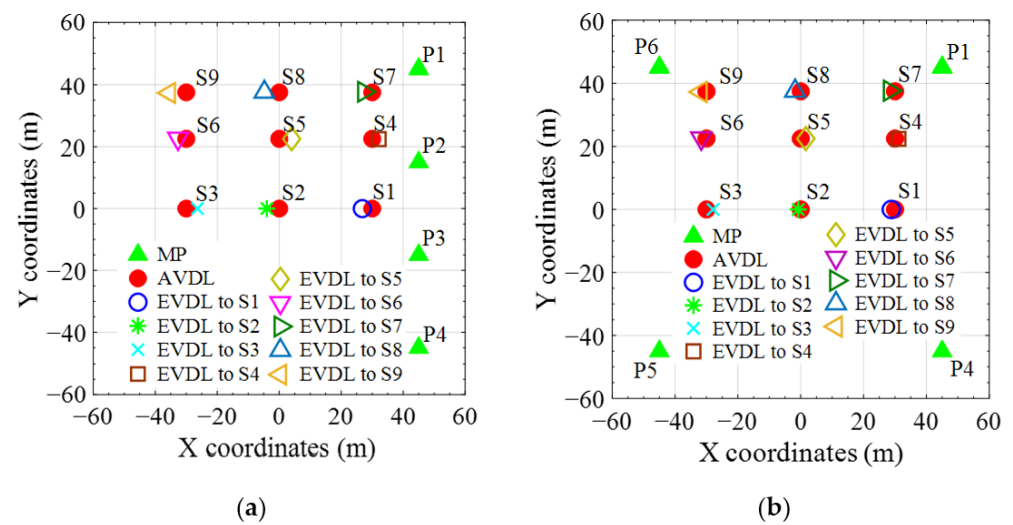 60
40
20
0
−20
−40
−60
Y coordinates (m)
P1
S9 S8 S7
S6 S5 S4
P2
S3 S2 S1
P3
P4
MP
AVDL
EVDL to S1
EVDL to S2
EVDL to S3
EVDL to S4
EVDL to S5
EVDL to S6
EVDL to S7
EVDL to S8
EVDL to S9
−60 −40 −20 0 20 40 60
X coordinates (m)
(a)
60
40
20
0
−20
−40
−60
Y coordinates (m)
P6 P1
S9 S8 S7
S6 S5 S4
S3 S2 S1
MP
AVDL
EVDL to S1
EVDL to S2
EVDL to S3
EVDL to S4
EVDL to S5
EVDL to S6
EVDL to S7
EVDL to S8
EVDL to S9
P5 P4
−60 −40 −20 0 20 40 60
X coordinates (m)
(b)